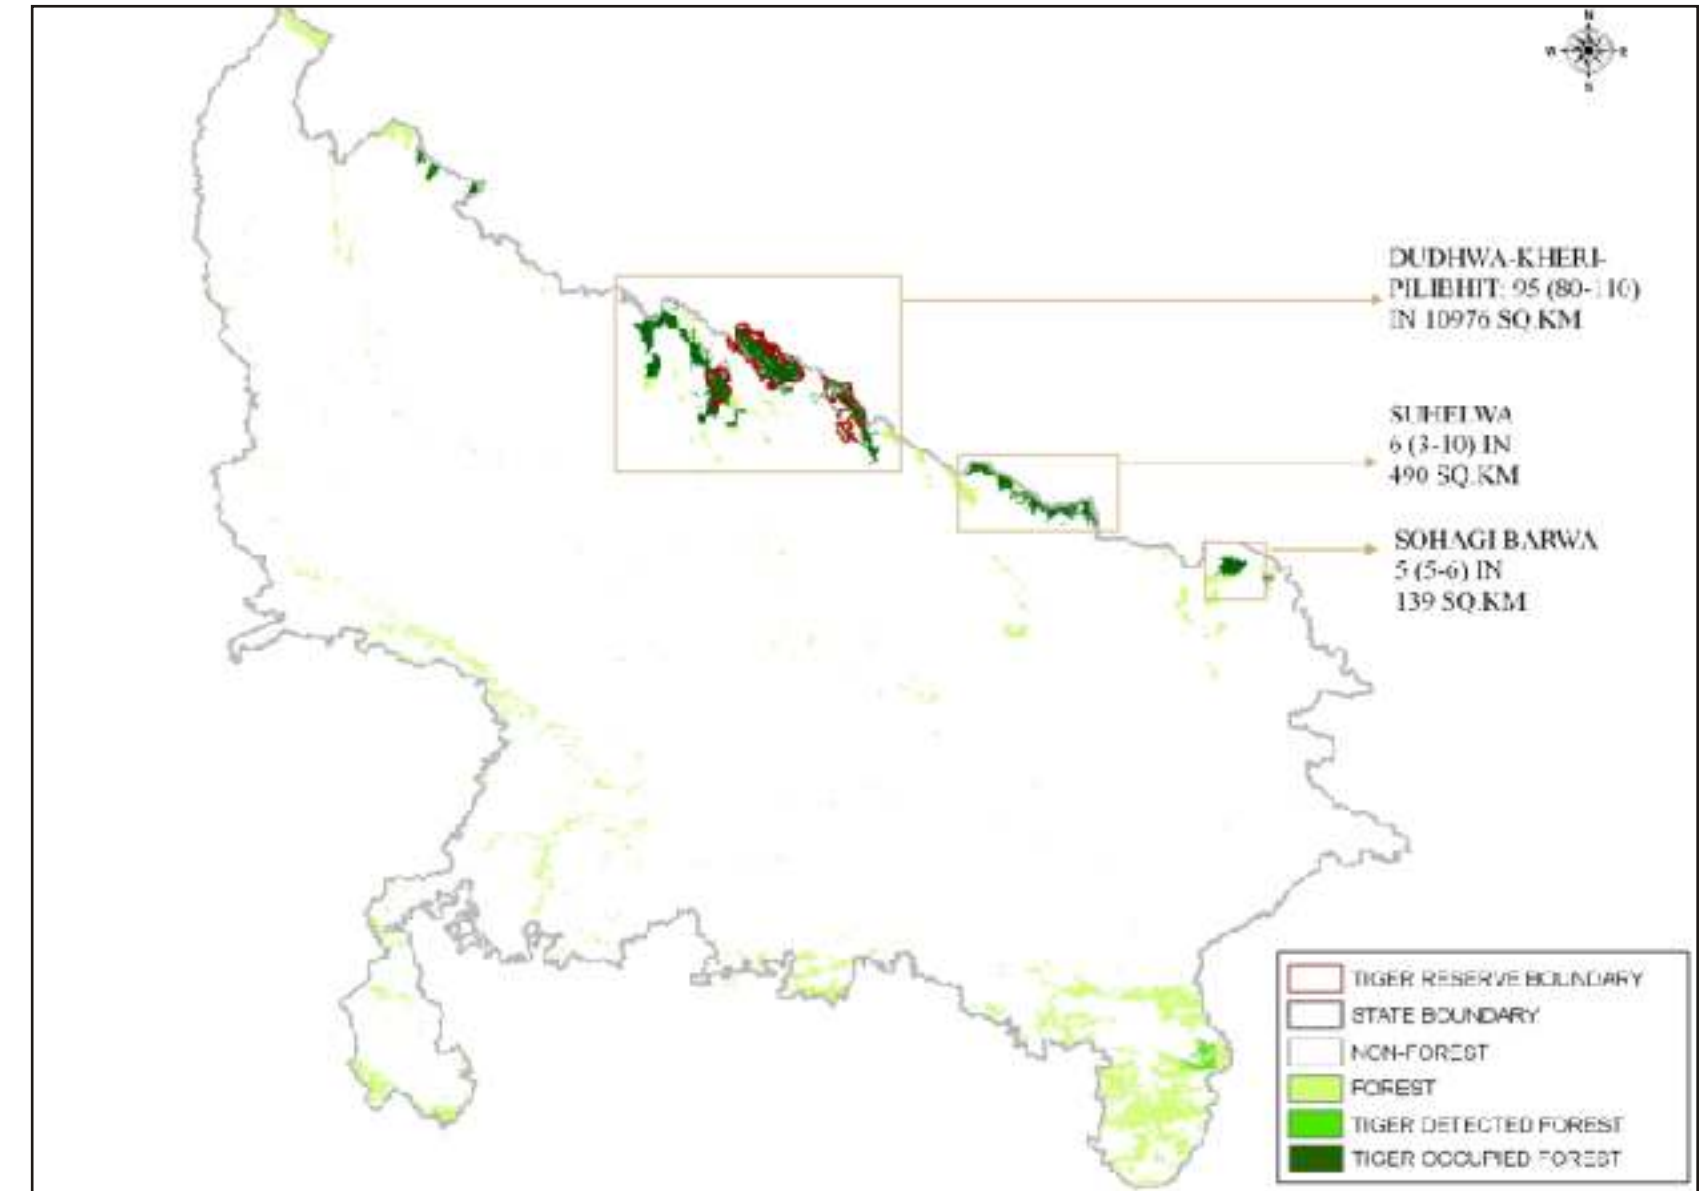 N
W E
S
DUDHWA-KHERI-
PILIBHIT: 95 (80-110)
IN 10976 SQ.KM
SUHELWA
6 (3-10) IN
490 SQ.KM
SOHAGI BARWA
5 (5-6) IN
139 SQ.KM
TIGER RESERVE BOUNDARY
STATE BOUNDARY
NON-FOREST
FOREST
TIGER DETECTED FOREST
TIGER OCCUPIED FOREST